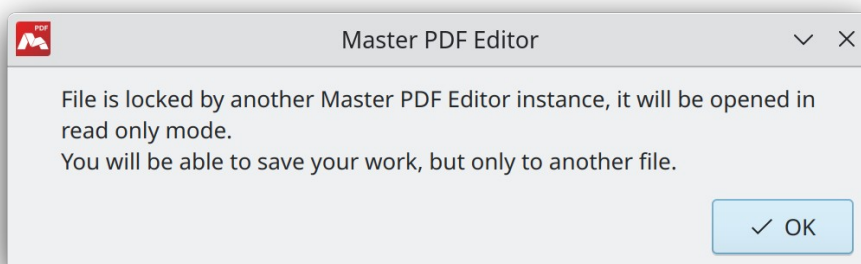 PDF
Master PDF Editor
File is locked by another Master PDF Editor instance, it will be opened in
read only mode.
You will be able to save your work, but only to another file.
OK